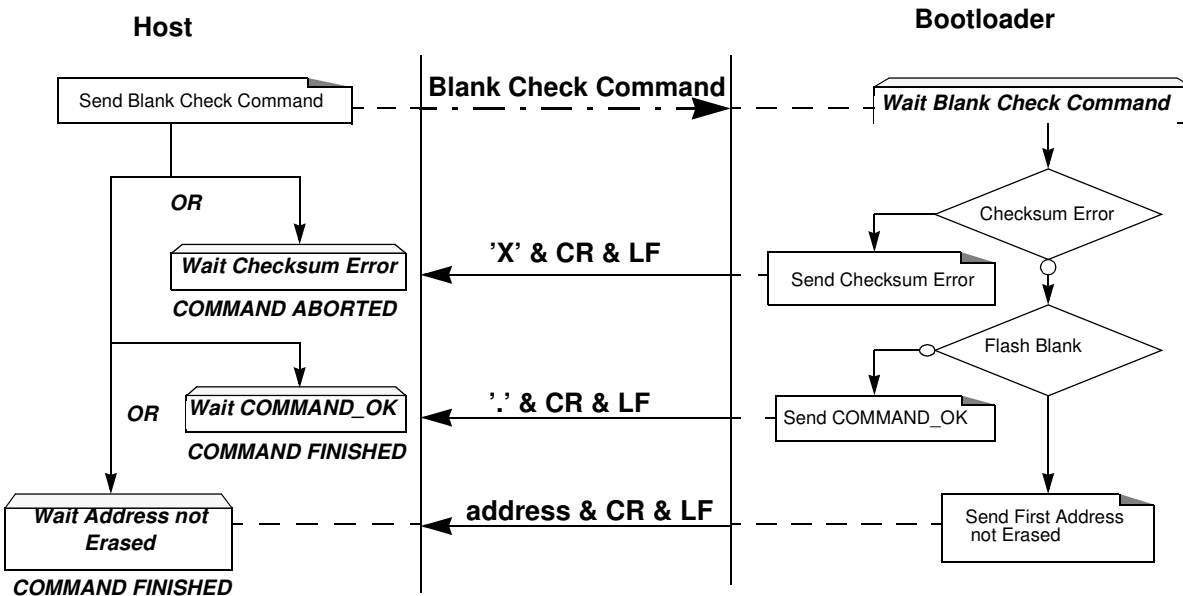 Host
Bootloader
Send Blank Check Command
Blank Check Command
Wait Blank Check Command
OR
Checksum Error
Wait Checksum Error
'X' & CR & LF
Send Checksum Error
COMMAND ABORTED
Flash Blank
OR
Wait COMMAND_OK
'.' & CR & LF
Send COMMAND_OK
COMMAND FINISHED
Wait Address not
Erased
address & CR & LF
Send First Address
not Erased
COMMAND FINISHED